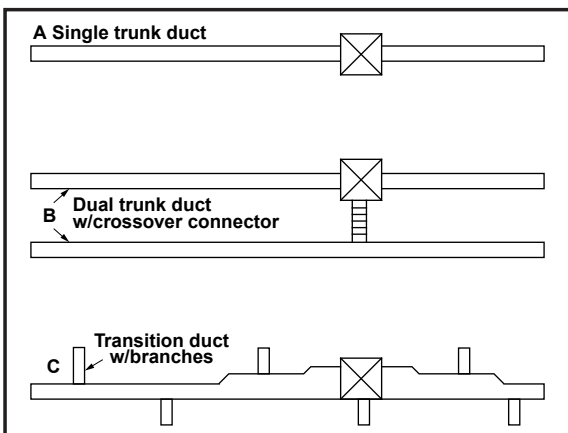 A Single trunk duct
B Dual trunk duct
w/crossover connector
Transition duct
C w/branches